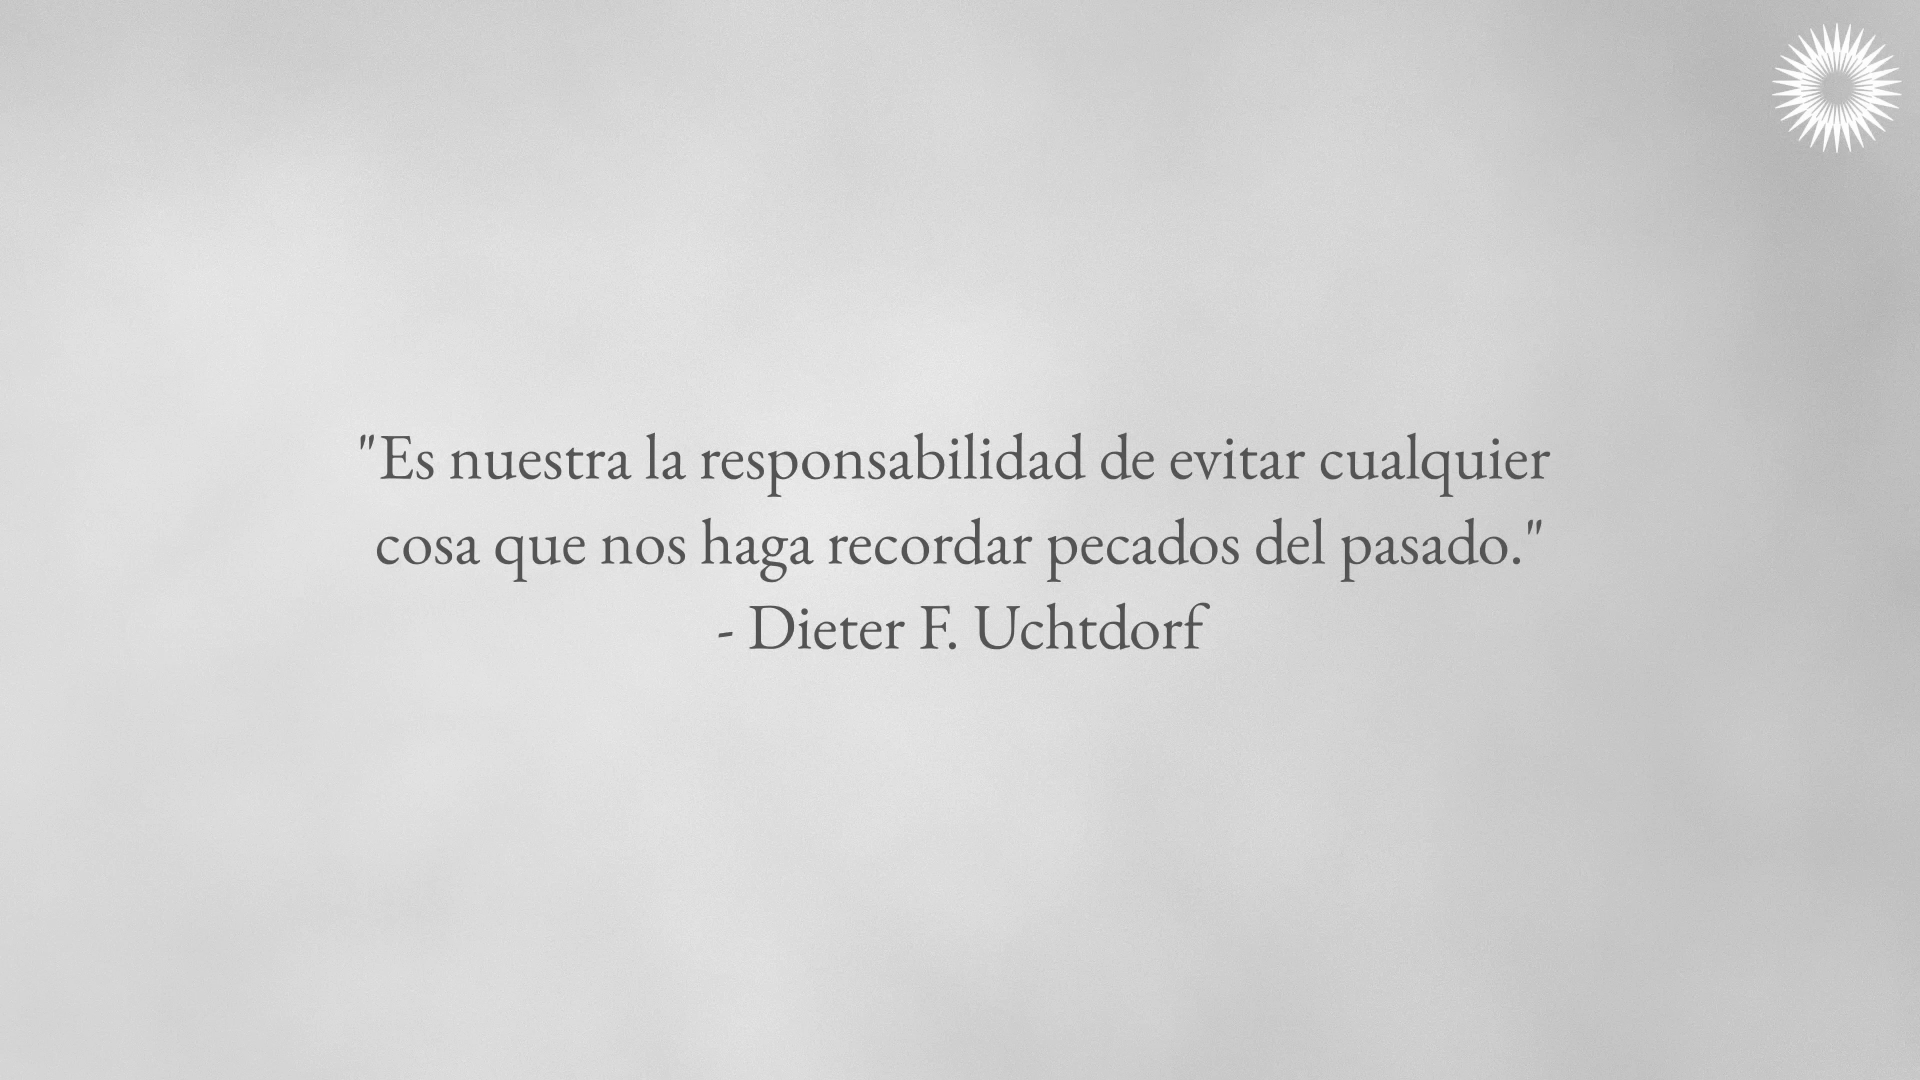 "Es nuestra la responsabilidad de evitar cualquier
cosa que nos haga recordar pecados del pasado."
- Dieter F. Uchtdorf